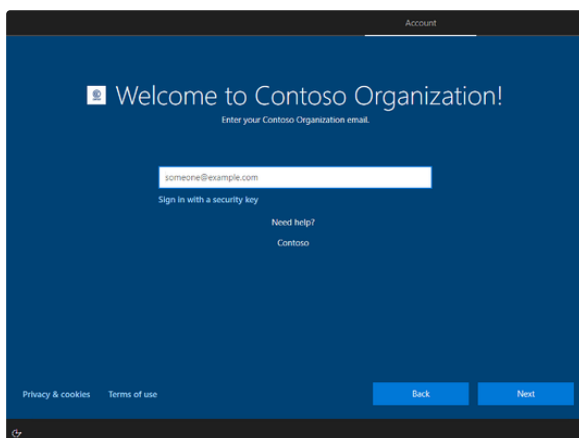 Account
Welcome to Contoso Organization!
Enter your Contoso Organization email.
someone@example.com
Sign in with a security key
Need help?
Contoso
Privacy & cookies Terms of use Back Next